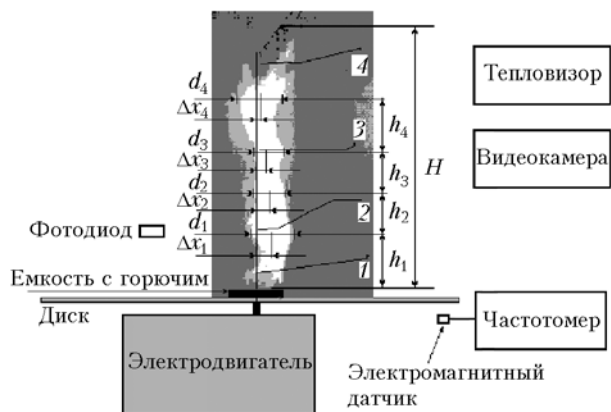 4
Тепловизор
d₄
Δx₄
3
h₄
d₃
Видеокамера
Δx₃
h₃
H
d₂
Δx₂
2
h₂
Фотодиод
d₁
Δx₁
1
h₁
Емкость с горючим
Диск
Частотомер
Электродвигатель
Электромагнитный
датчик